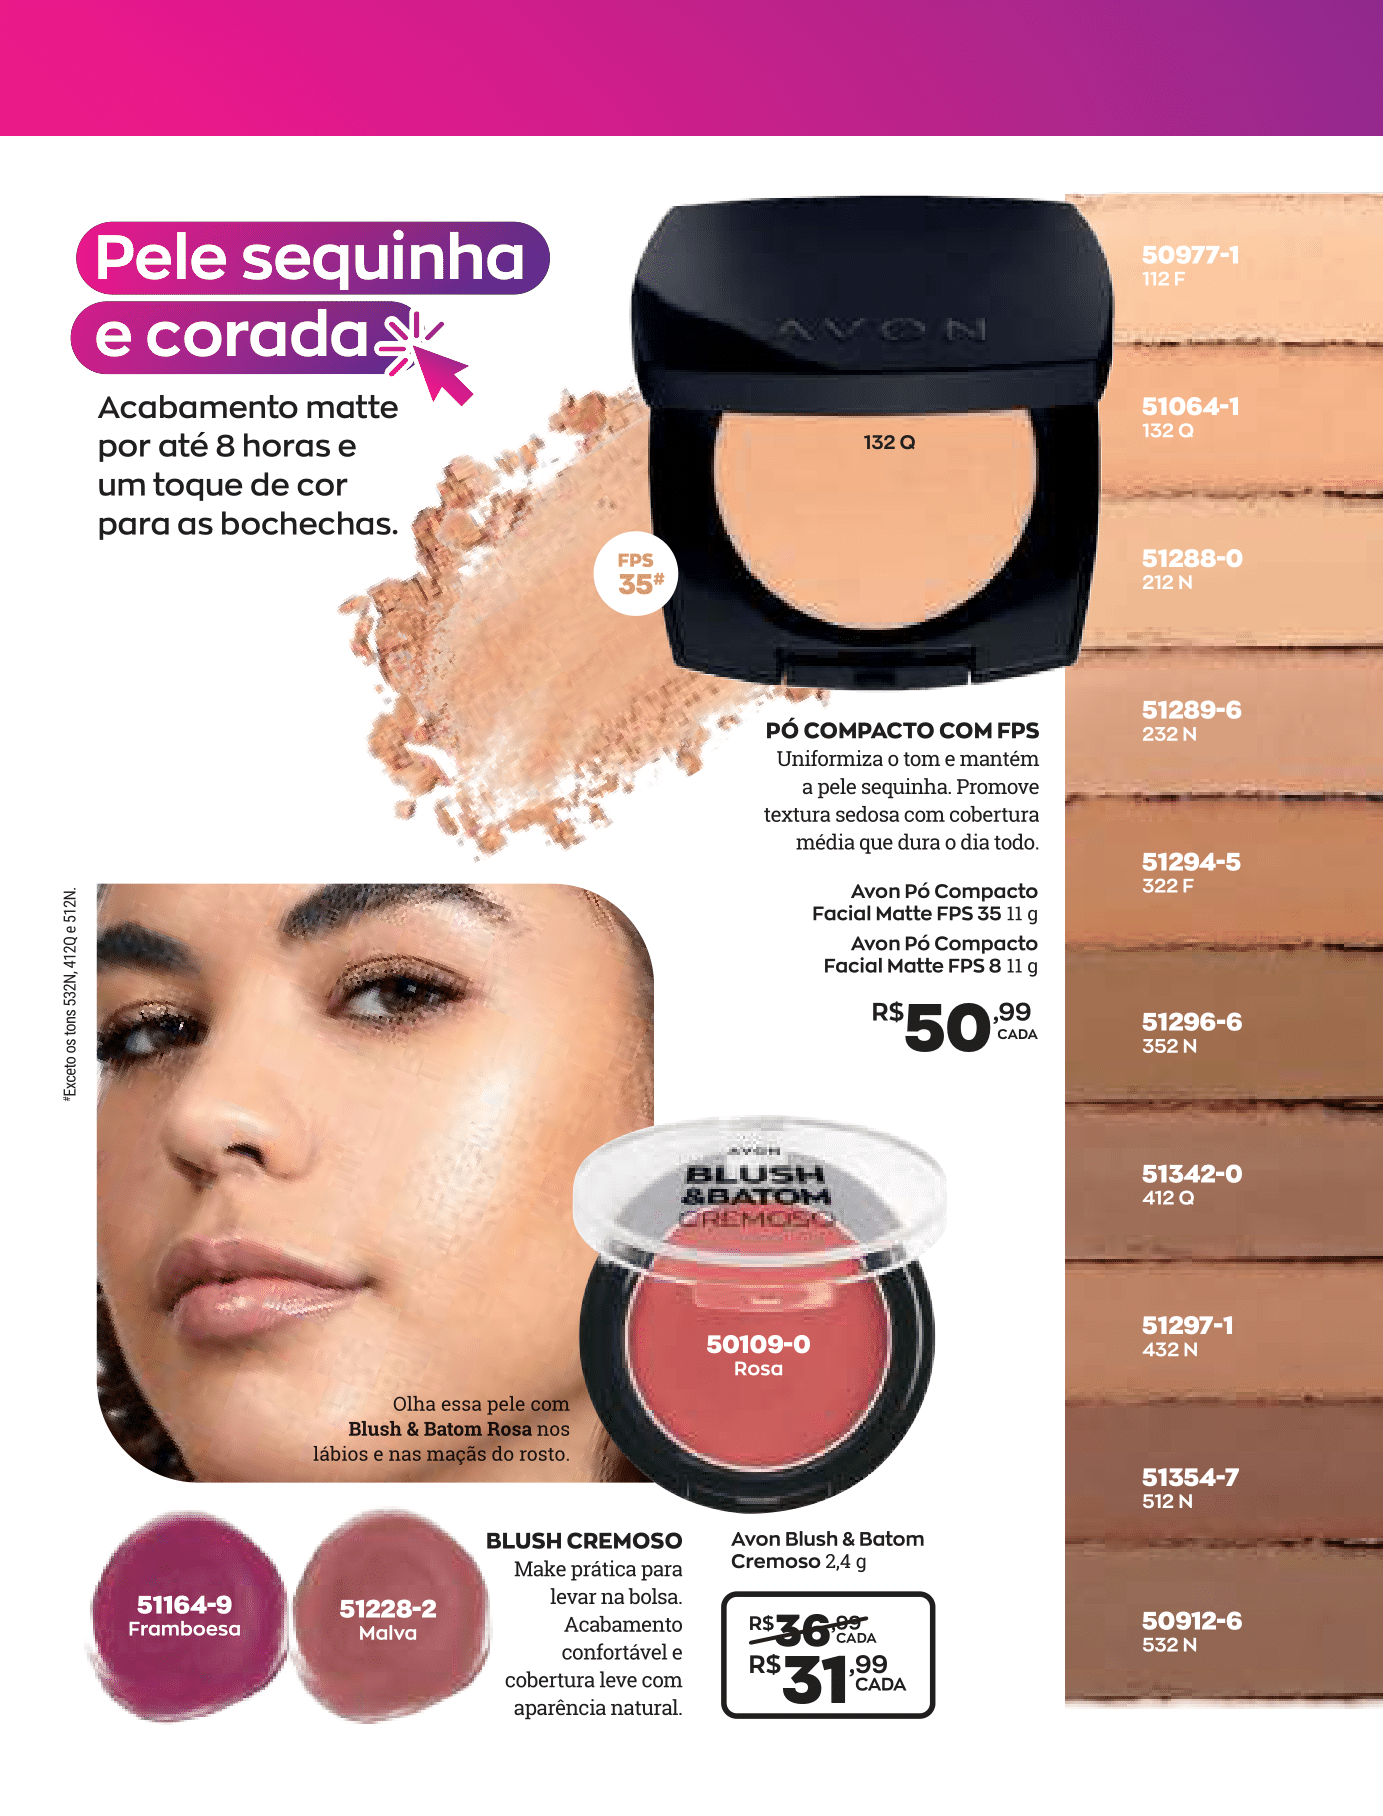 Pele sequinha
e corada
Acabamento matte
por até 8 horas e
um toque de cor
para as bochechas.
AVON
132 Q
FPS
35#
PÓ COMPACTO COM FPS
Uniformiza o tom e mantém
a pele sequinha. Promove
textura sedosa com cobertura
média que dura o dia todo.
Avon Pó Compacto
Facial Matte FPS 35 11 g
Avon Pó Compacto
Facial Matte FPS 8 11 g
R$50,99
CADA
50977-1
112 F
51064-1
132 Q
51288-0
212 N
51289-6
232 N
51294-5
322 F
51296-6
352 N
51342-0
412 Q
51297-1
432 N
51354-7
512 N
50912-6
532 N
#Exceto os tons 532N, 412Q e 512N.
AVON
BLUSH
&BATOM
CREMOSO
50109-0
Rosa
Olha essa pele com
Blush & Batom Rosa nos
lábios e nas maçãs do rosto.
51164-9
Framboesa
51228-2
Malva
BLUSH CREMOSO
Make prática para
levar na bolsa.
Acabamento
confortável e
cobertura leve com
aparência natural.
Avon Blush & Batom
Cremoso 2,4 g
R$36,99
CADA
R$31,99
CADA